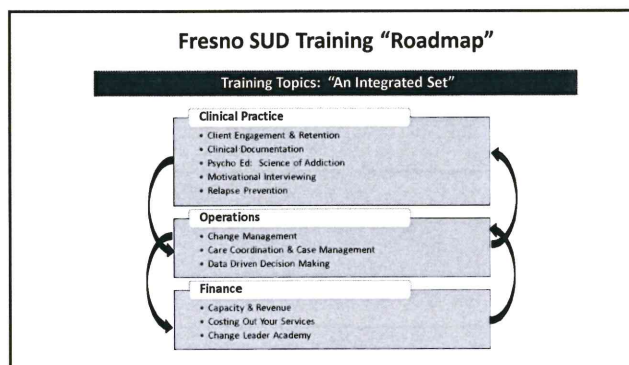 Fresno SUD Training “Roadmap”
Training Topics: “An Integrated Set”
Clinical Practice
• Client Engagement & Retention
• Clinical Documentation
• Psycho Ed: Science of Addiction
• Motivational Interviewing
• Relapse Prevention
Operations
• Change Management
• Care Coordination & Case Management
• Data Driven Decision Making
Finance
• Capacity & Revenue
• Costing Out Your Services
• Change Leader Academy